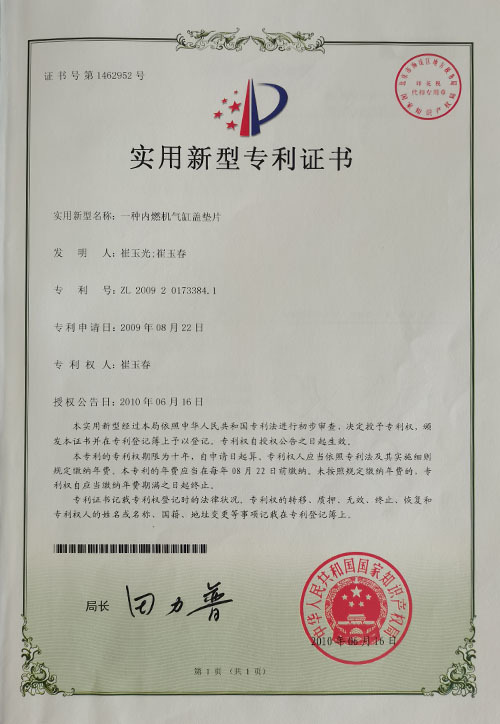 证书号第1462952号
实用新型专利证书
实用新型名称：一种内燃机气缸盖垫片
发明人：崔玉光;崔玉春
专利号：ZL 2009 2 0173384.1
专利申请日：2009年08月22日
专利权人：崔玉春
授权公告日：2010年06月16日
本实用新型经过本局依照中华人民共和国专利法进行初步审查，决定授予专利权，颁
发本证书并在专利登记簿上予以登记。专利权自授权公告之日起生效。
本专利的专利权期限为十年，自申请日起算。专利权人应当依照专利法及其实施细则
规定缴纳年费。本专利的年费应当在每年08月22日前缴纳。未按照规定缴纳年费的，专
利权自应当缴纳年费期满之日起终止。
专利证书记载专利权登记时的法律状况。专利权的转移、质押、无效、终止、恢复和
专利权人的姓名或名称、国籍、地址变更等事项记载在专利登记簿上。
局长
田力普
中华人民共和国国家知识产权局
2010年06月16日
第1页（共1页）